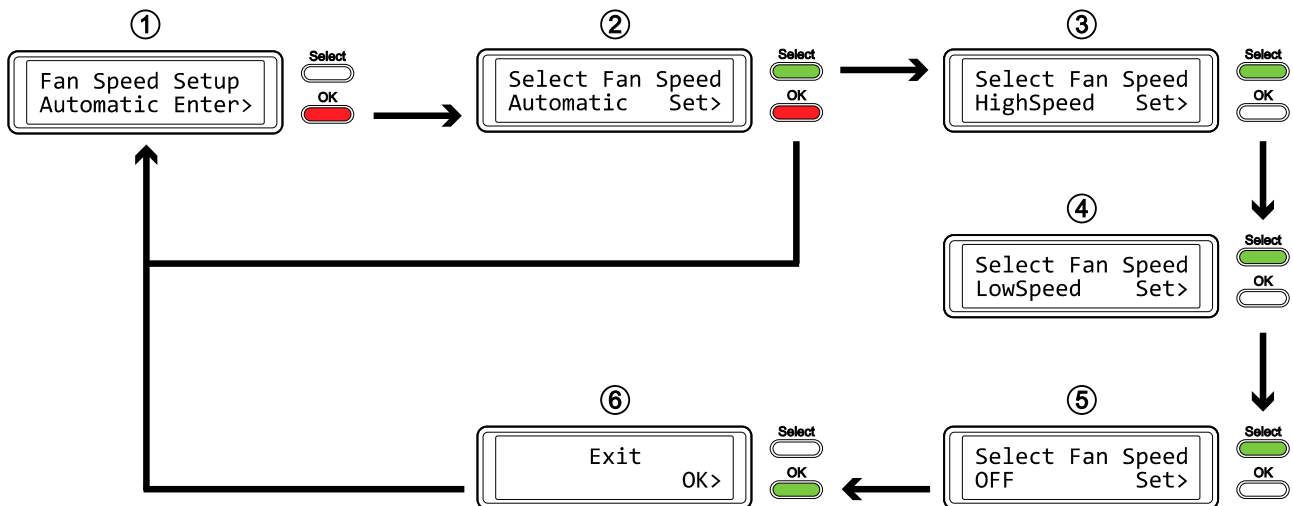 ①
Fan Speed Setup
Automatic Enter>
Select
OK
②
Select Fan Speed
Automatic Set>
Select
OK
③
Select Fan Speed
HighSpeed Set>
Select
OK
④
Select Fan Speed
LowSpeed Set>
Select
OK
⑤
Select Fan Speed
OFF Set>
Select
OK
⑥
Exit
OK>
Select
OK